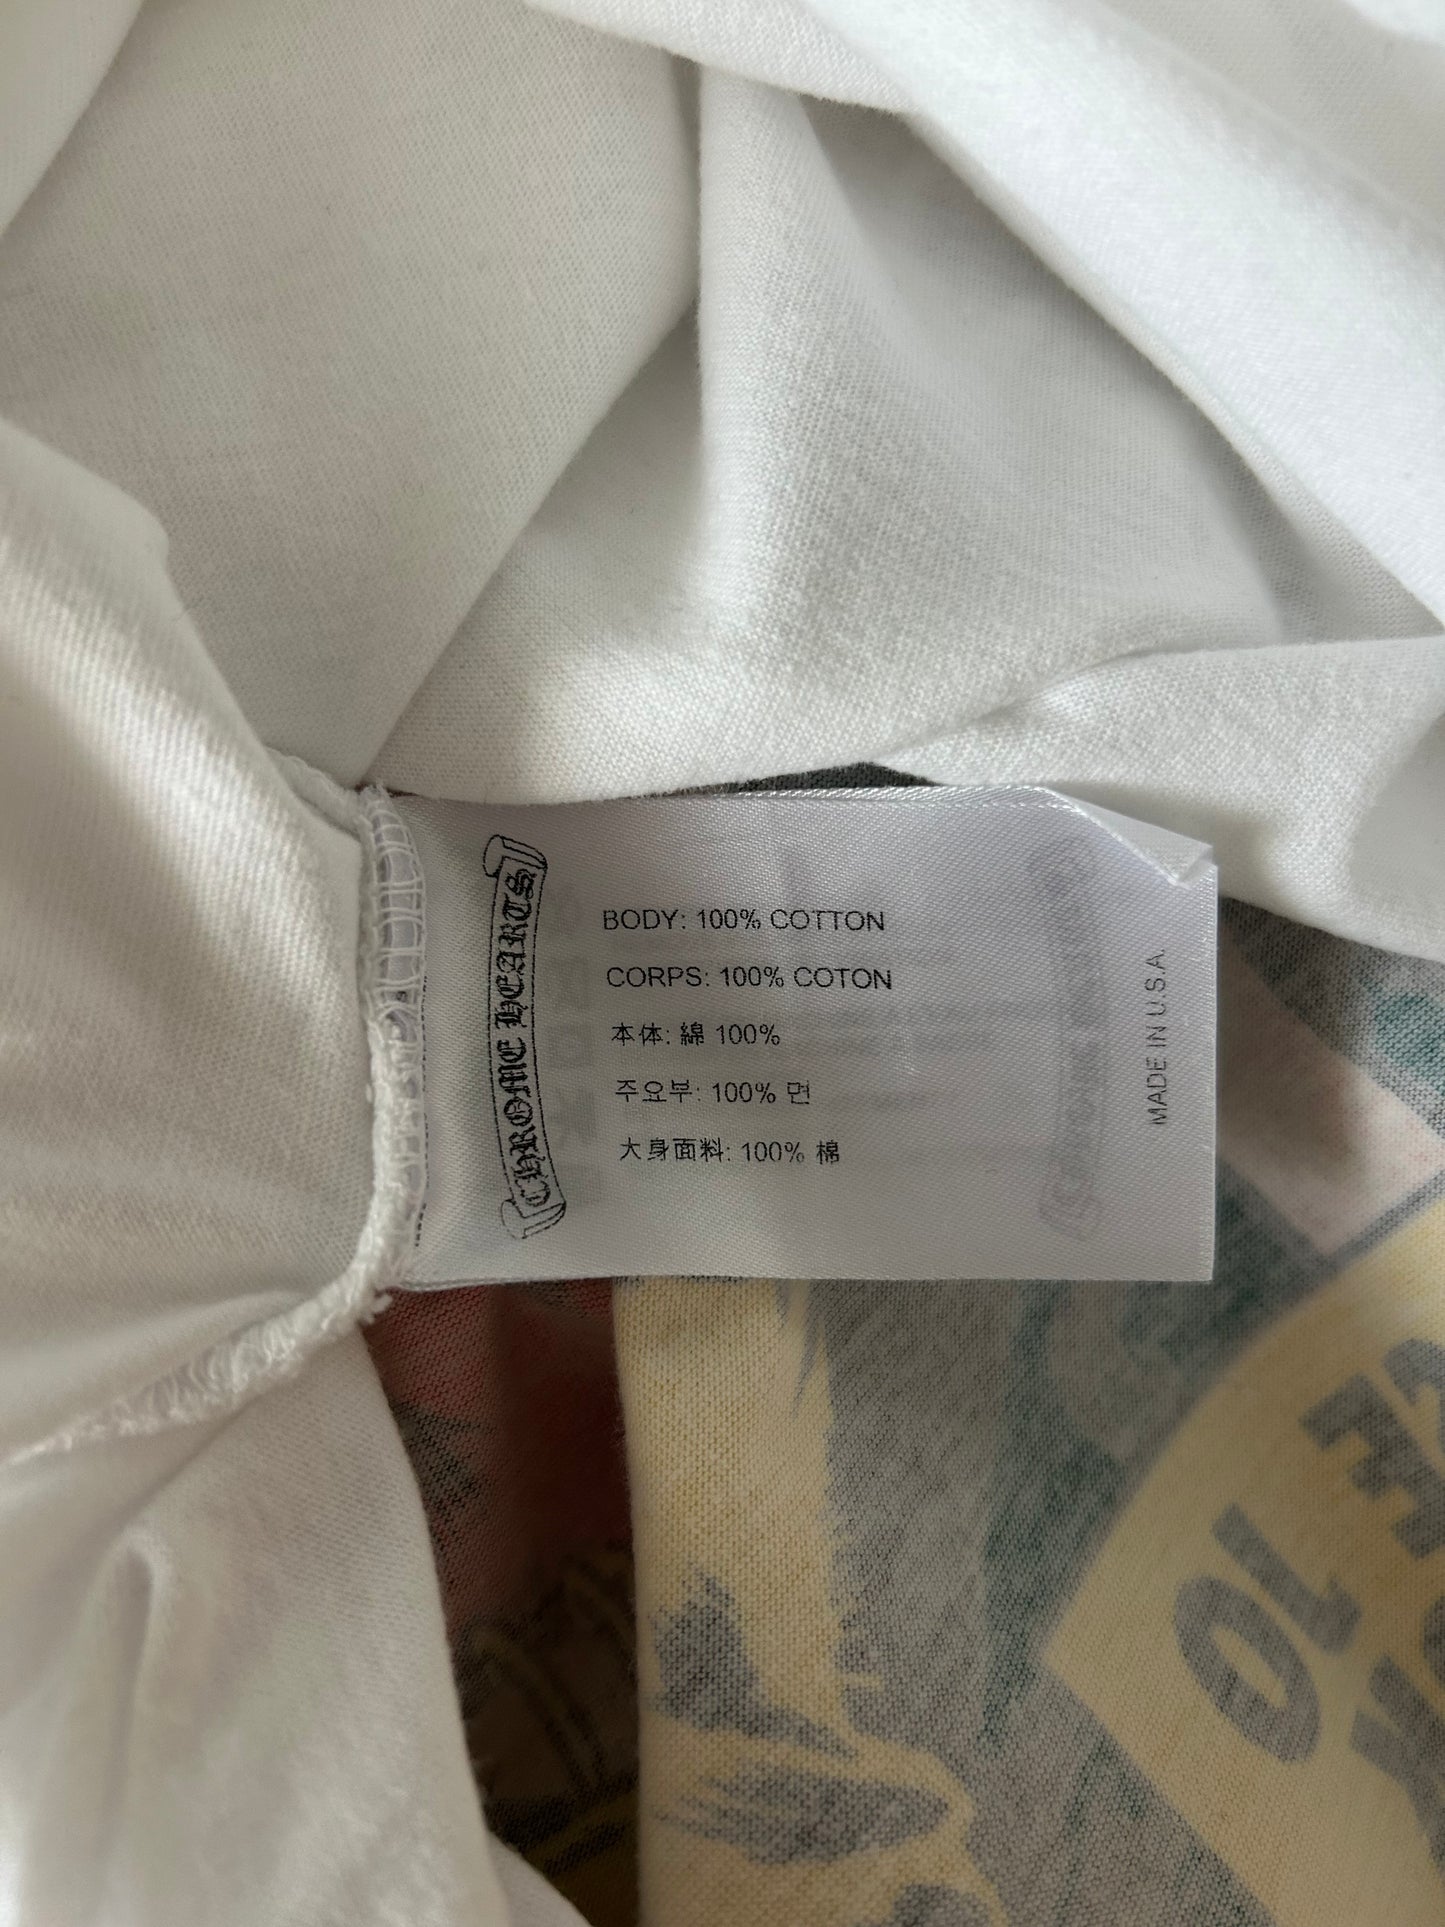 CHROME HEARTS
BODY: 100% COTTON
CORPS: 100% COTON
本体: 綿 100%
주요부: 100% 면
大身面料: 100% 棉
MADE IN U.S.A.
10